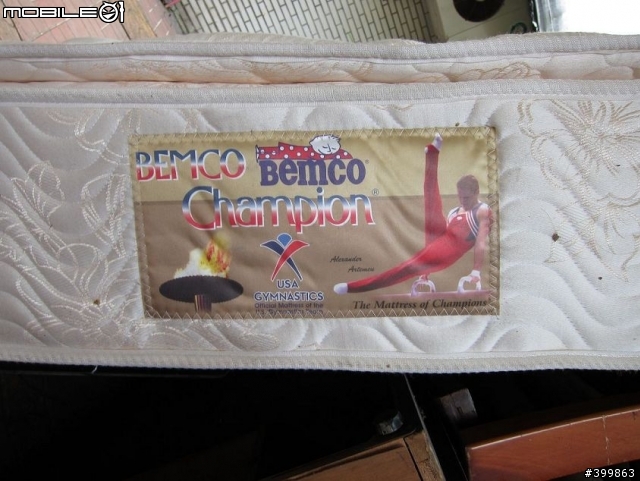 MOBILE01
BEMCO
Bemco®
Champion®
Alexander
Artemev
USA
GYMNASTICS
Official Mattress of the
The Mattress of Champions
#399863